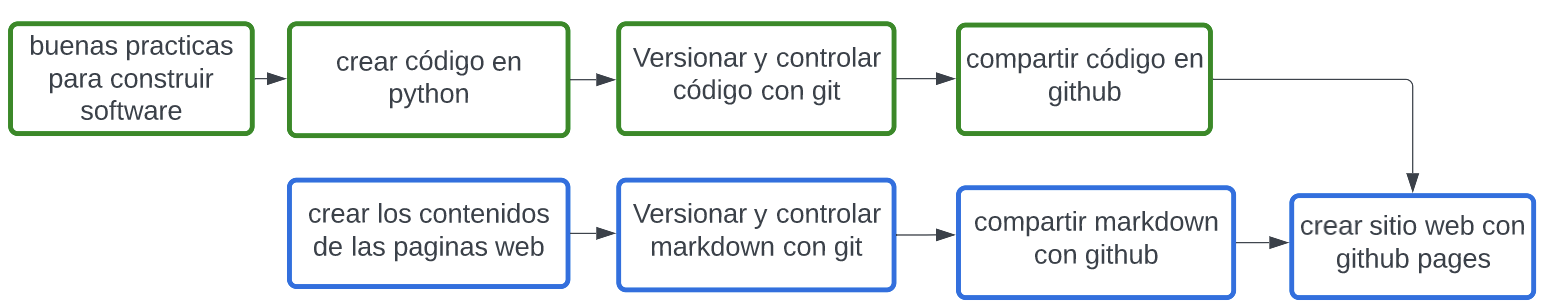 buenas practicas
para construir
software
crear código en
python
Versionar y controlar
código con git
compartir código en
github
crear los contenidos
de las paginas web
Versionar y controlar
markdown con git
compartir markdown
con github
crear sitio web con
github pages